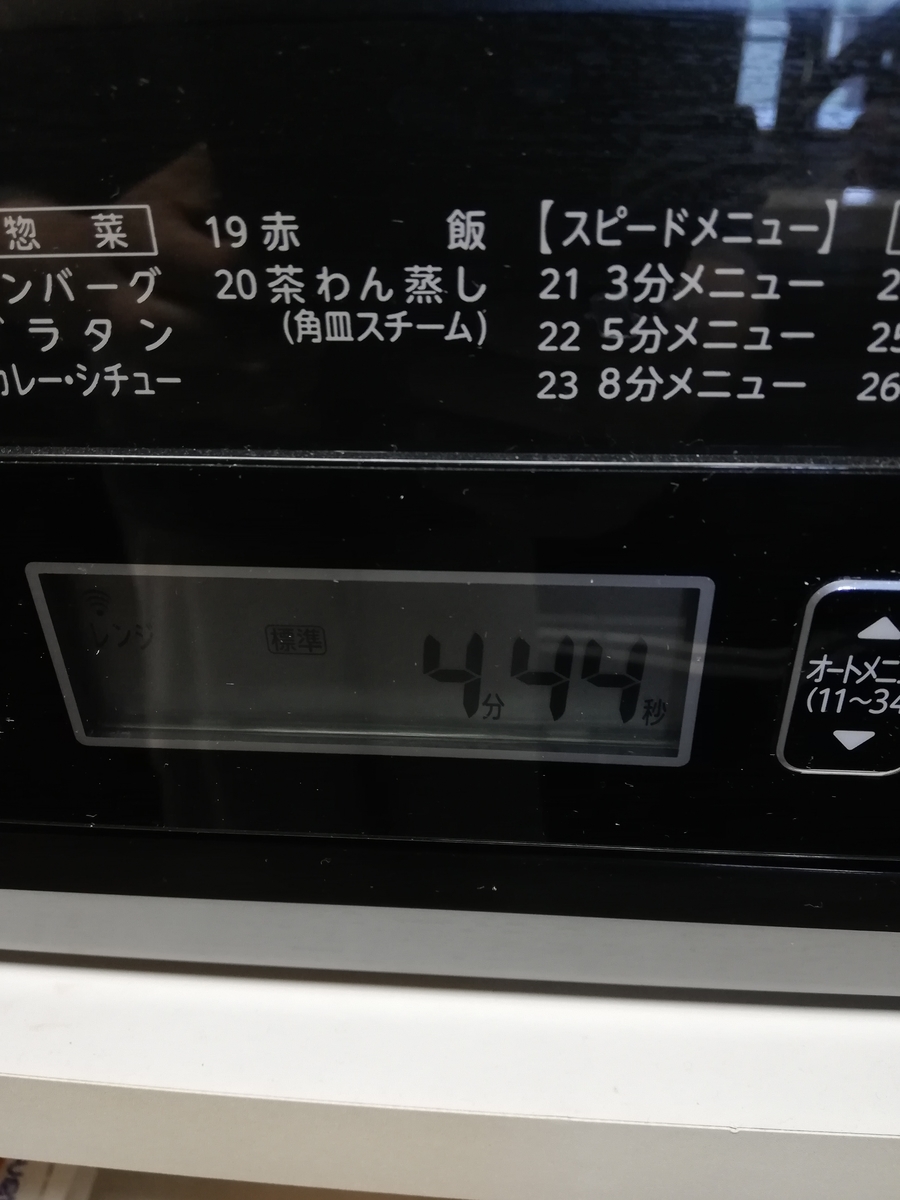 惣菜
ンバーグ
ラタン
カレー・シチュー
19 赤飯
20 茶わん蒸し
(角皿スチーム)
【スピードメニュー】
21 3分メニュー
22 5分メニュー
23 8分メニュー
2
25
26
レンジ
標準
4分44秒
オートメニ
(11~34